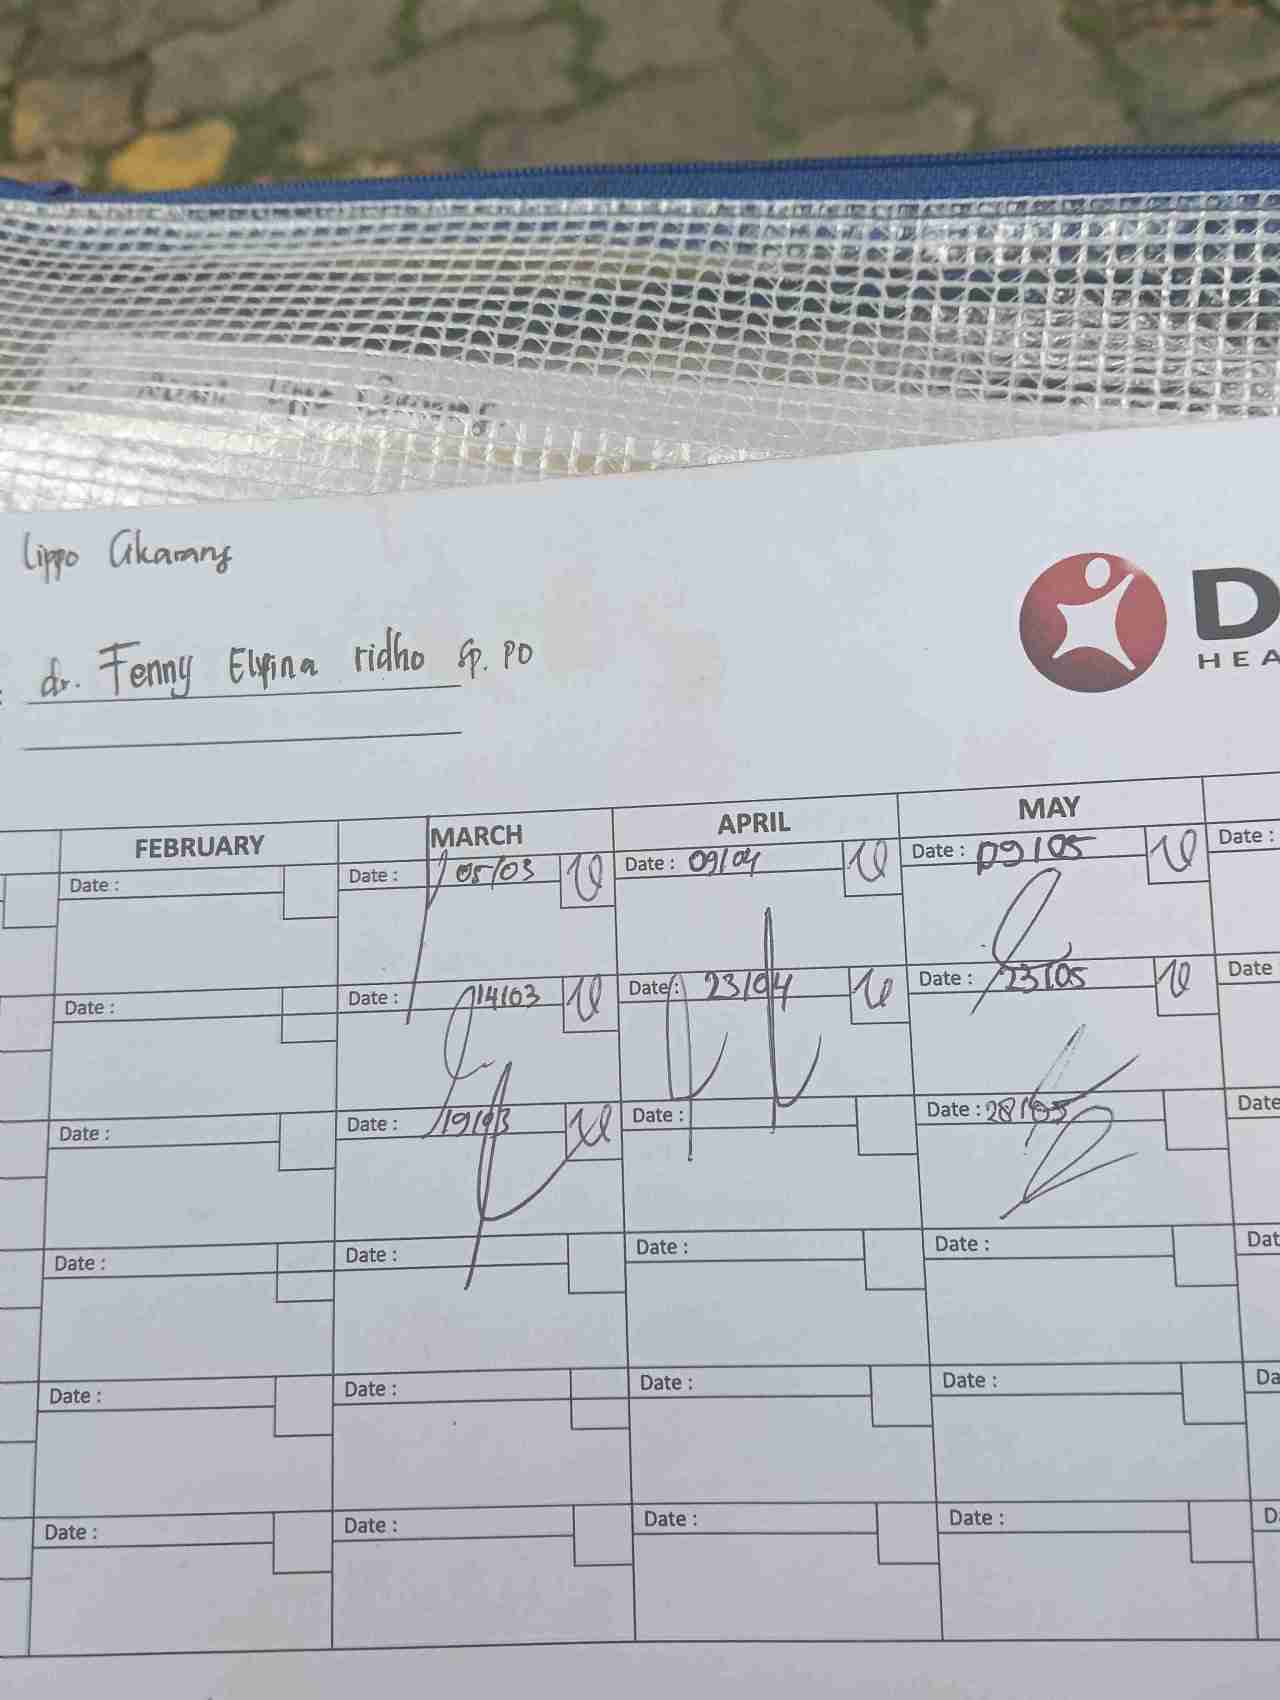 Lippo Cikarang
dr. Fenny Elfina ridho Sp. PD
HEA
FEBRUARY MARCH APRIL MAY
Date : Date : 05/03 Date : 09/04 Date : 09/05 Date :
Date : Date : 14/03 Date : 23/04 Date : 23/05 Date
Date : Date : 19/03 Date : Date : 28/05 Date
Date : Date : Date : Date : Dat
Date : Date : Date : Date : Da
Date : Date : Date : Date : D